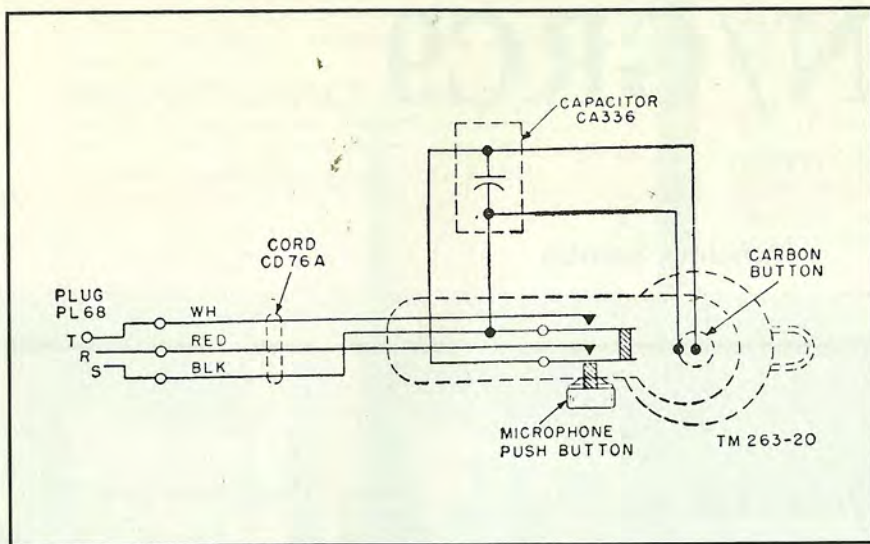 CAPACITOR
CA336
CORD
CD76A
CARBON
BUTTON
PLUG
PL68
WH
T
RED
R
BLK
S
MICROPHONE
PUSH BUTTON
TM 263-20